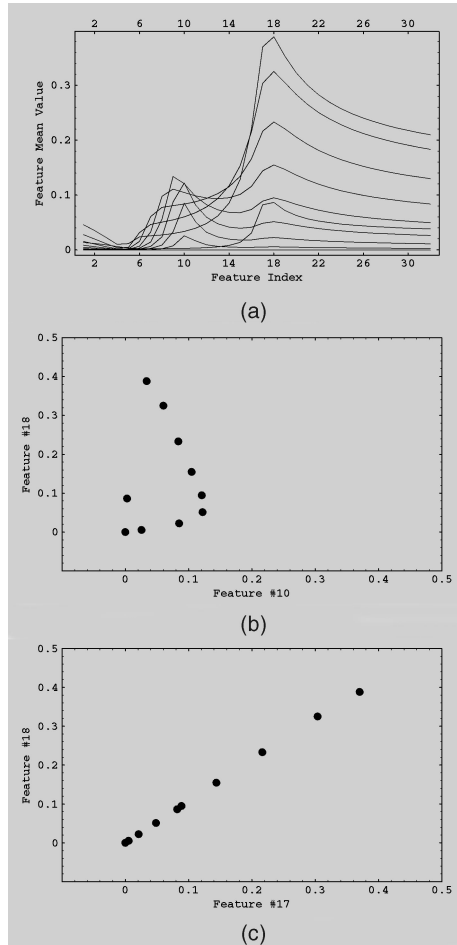 2 6 10 14 18 22 26 30
0.3
0.2
0.1
0
Feature Mean Value
2 6 10 14 18 22 26 30
Feature Index
(a)
0.5
0.4
0.3
0.2
0.1
0
Feature #18
0 0.1 0.2 0.3 0.4 0.5
Feature #10
(b)
0.5
0.4
0.3
0.2
0.1
0
Feature #18
0 0.1 0.2 0.3 0.4 0.5
Feature #17
(c)